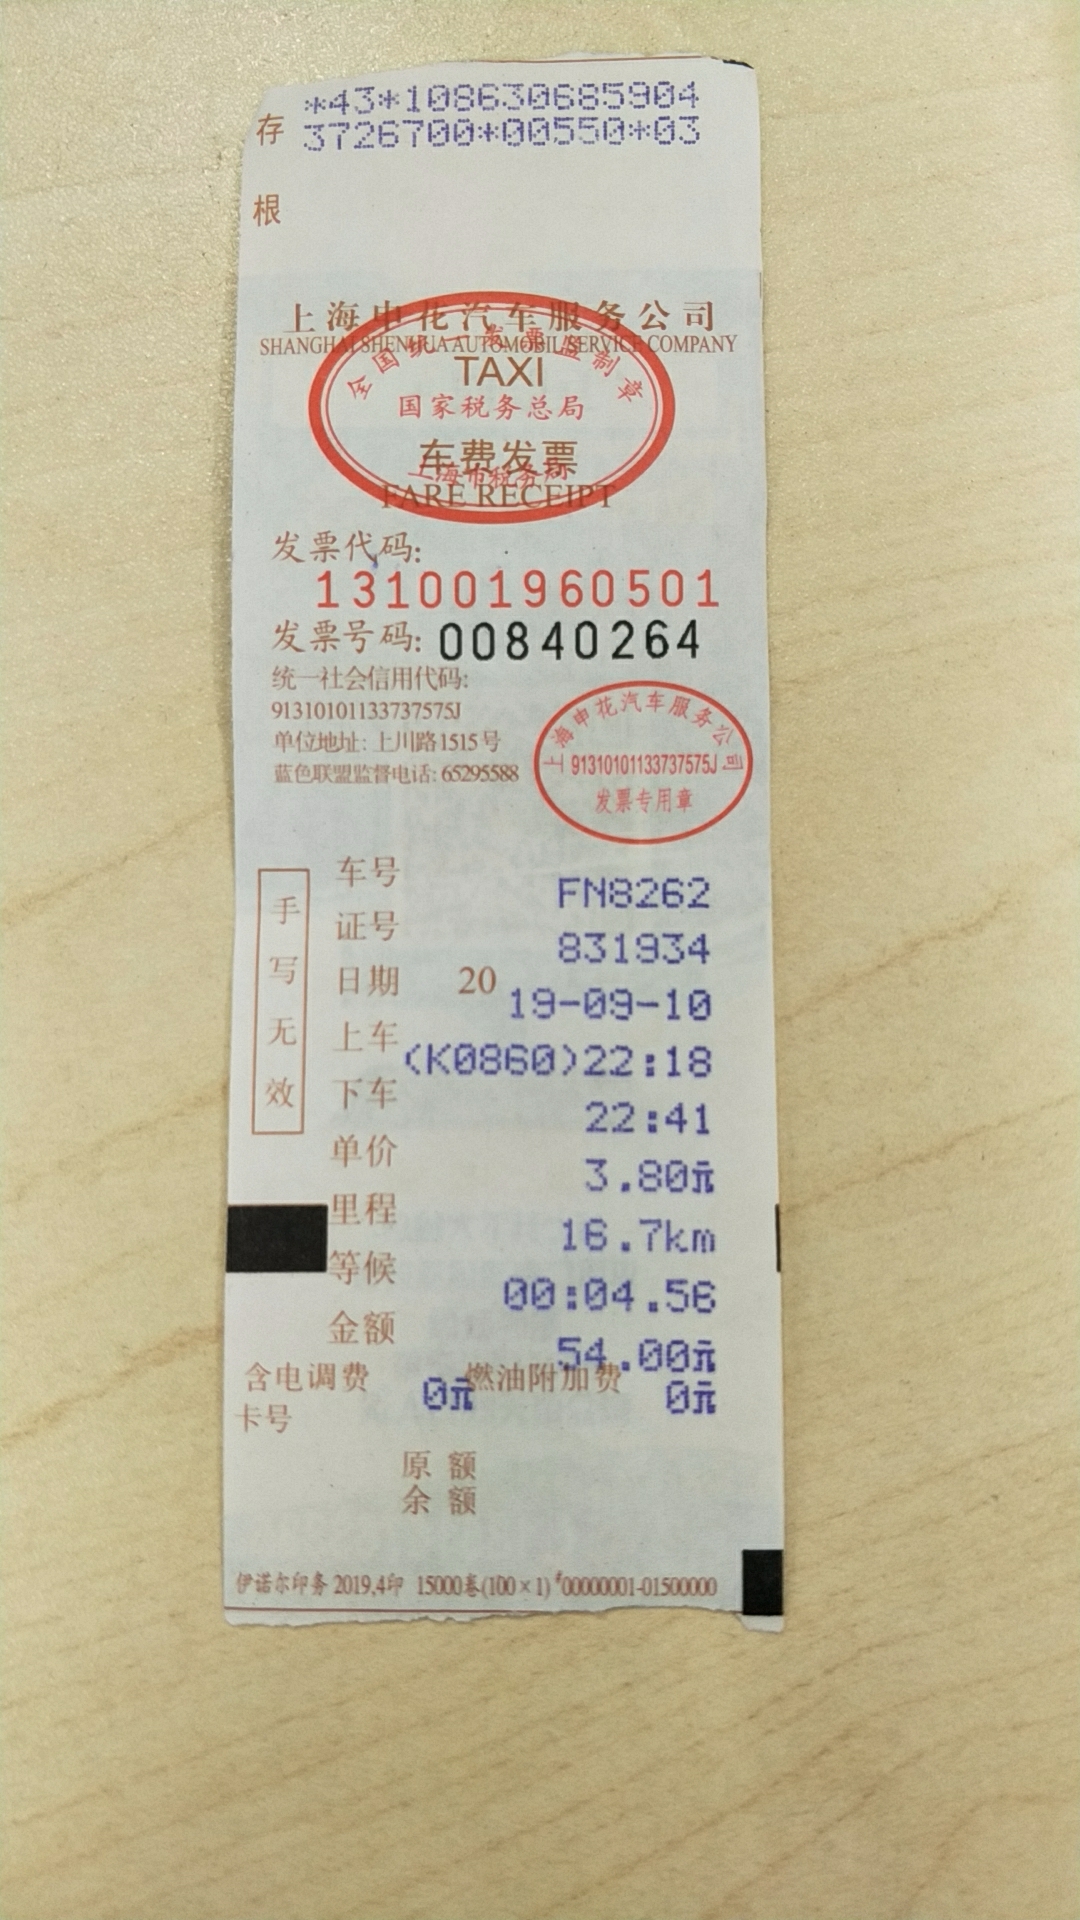 *43*108630685904
3726700*00550*03
存
根
上海申花汽车服务公司
SHANGHAI SHENHUA AUTOMOBIL SERVICE COMPANY
全国统一发票监制章
TAXI
国家税务总局
车费发票
上海市税务局
FARE RECEIPT
发票代码:
131001960501
发票号码: 00840264
统一社会信用代码:
91310101133737575J
单位地址: 上川路1515号
蓝色联盟监督电话: 65295588
上海申花汽车服务公司
91310101133737575J
发票专用章
手写无效
车号 FN8262
证号 831934
日期 2019-09-10
上车 (K0860)22:18
下车 22:41
单价 3.80元
里程 16.7km
等候 00:04.56
金额 54.00元
含电调费 0元 燃油附加费 0元
卡号
原额
余额
伊诺尔印务 2019.4印 15000卷(100×1) #00000001-01500000